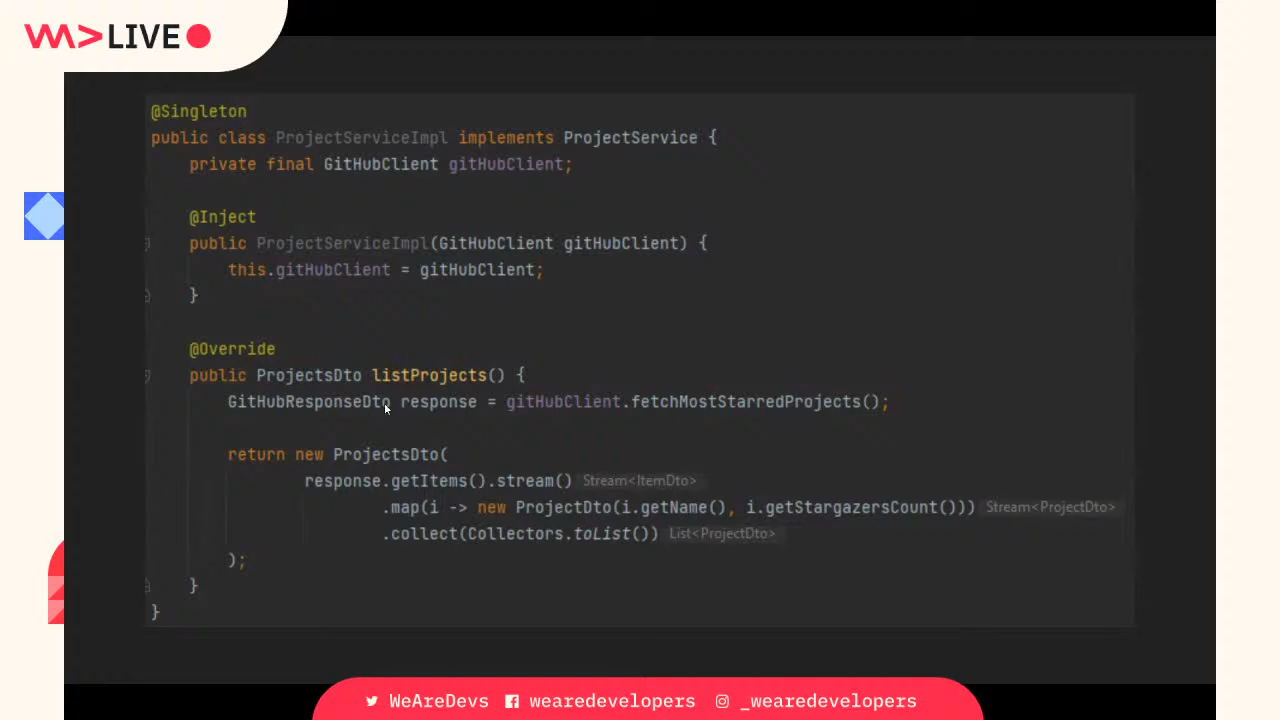 WA>LIVE
@Singleton
public class ProjectServiceImpl implements ProjectService {
private final GitHubClient gitHubClient;
@Inject
public ProjectServiceImpl(GitHubClient gitHubClient) {
this.gitHubClient = gitHubClient;
}
@Override
public ProjectsDto listProjects() {
GitHubResponseDto response = gitHubClient.fetchMostStarredProjects();
return new ProjectsDto(
response.getItems().stream() Stream<ItemDto>
.map(i -> new ProjectDto(i.getName(), i.getStargazersCount())) Stream<ProjectDto>
.collect(Collectors.toList()) List<ProjectDto>
);
}
}
WeAreDevs wearedevelopers _wearedevelopers